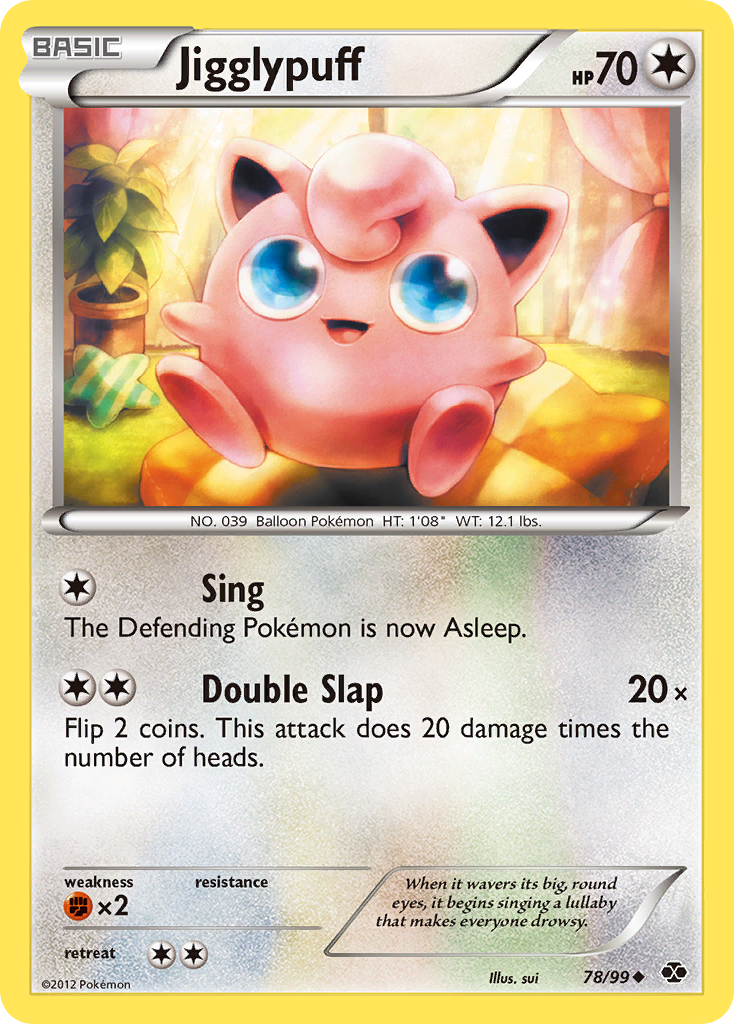 BASIC
Jigglypuff
HP70
NO. 039 Balloon Pokémon HT: 1'08" WT: 12.1 lbs.
Sing
The Defending Pokémon is now Asleep.
Double Slap 20×
Flip 2 coins. This attack does 20 damage times the
number of heads.
weakness resistance
×2
retreat
When it wavers its big, round
eyes, it begins singing a lullaby
that makes everyone drowsy.
©2012 Pokémon
Illus. sui
78/99